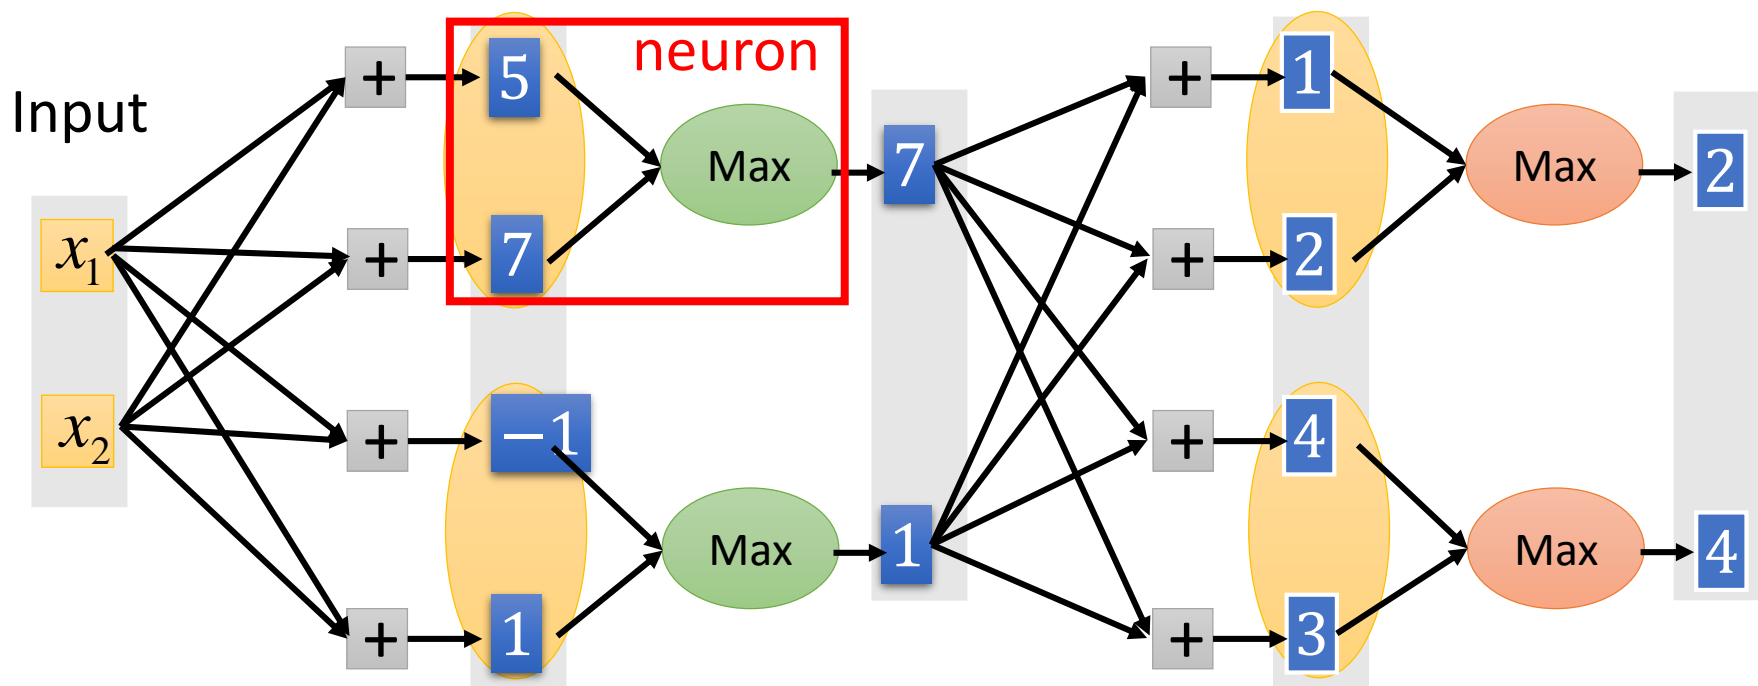 Input
neuron
x1
x2
+
+
+
+
5
7
−1
1
Max
Max
7
1
+
+
+
+
1
2
4
3
Max
Max
2
4